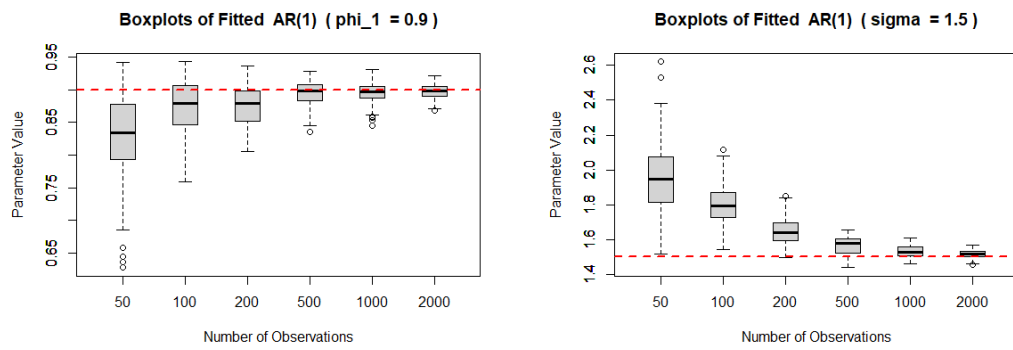 Boxplots of Fitted AR(1) ( phi_1 = 0.9 )
Parameter Value
0.95
0.85
0.75
0.65
50 100 200 500 1000 2000
Number of Observations
Boxplots of Fitted AR(1) ( sigma = 1.5 )
Parameter Value
2.6
2.4
2.2
2.0
1.8
1.6
1.4
50 100 200 500 1000 2000
Number of Observations